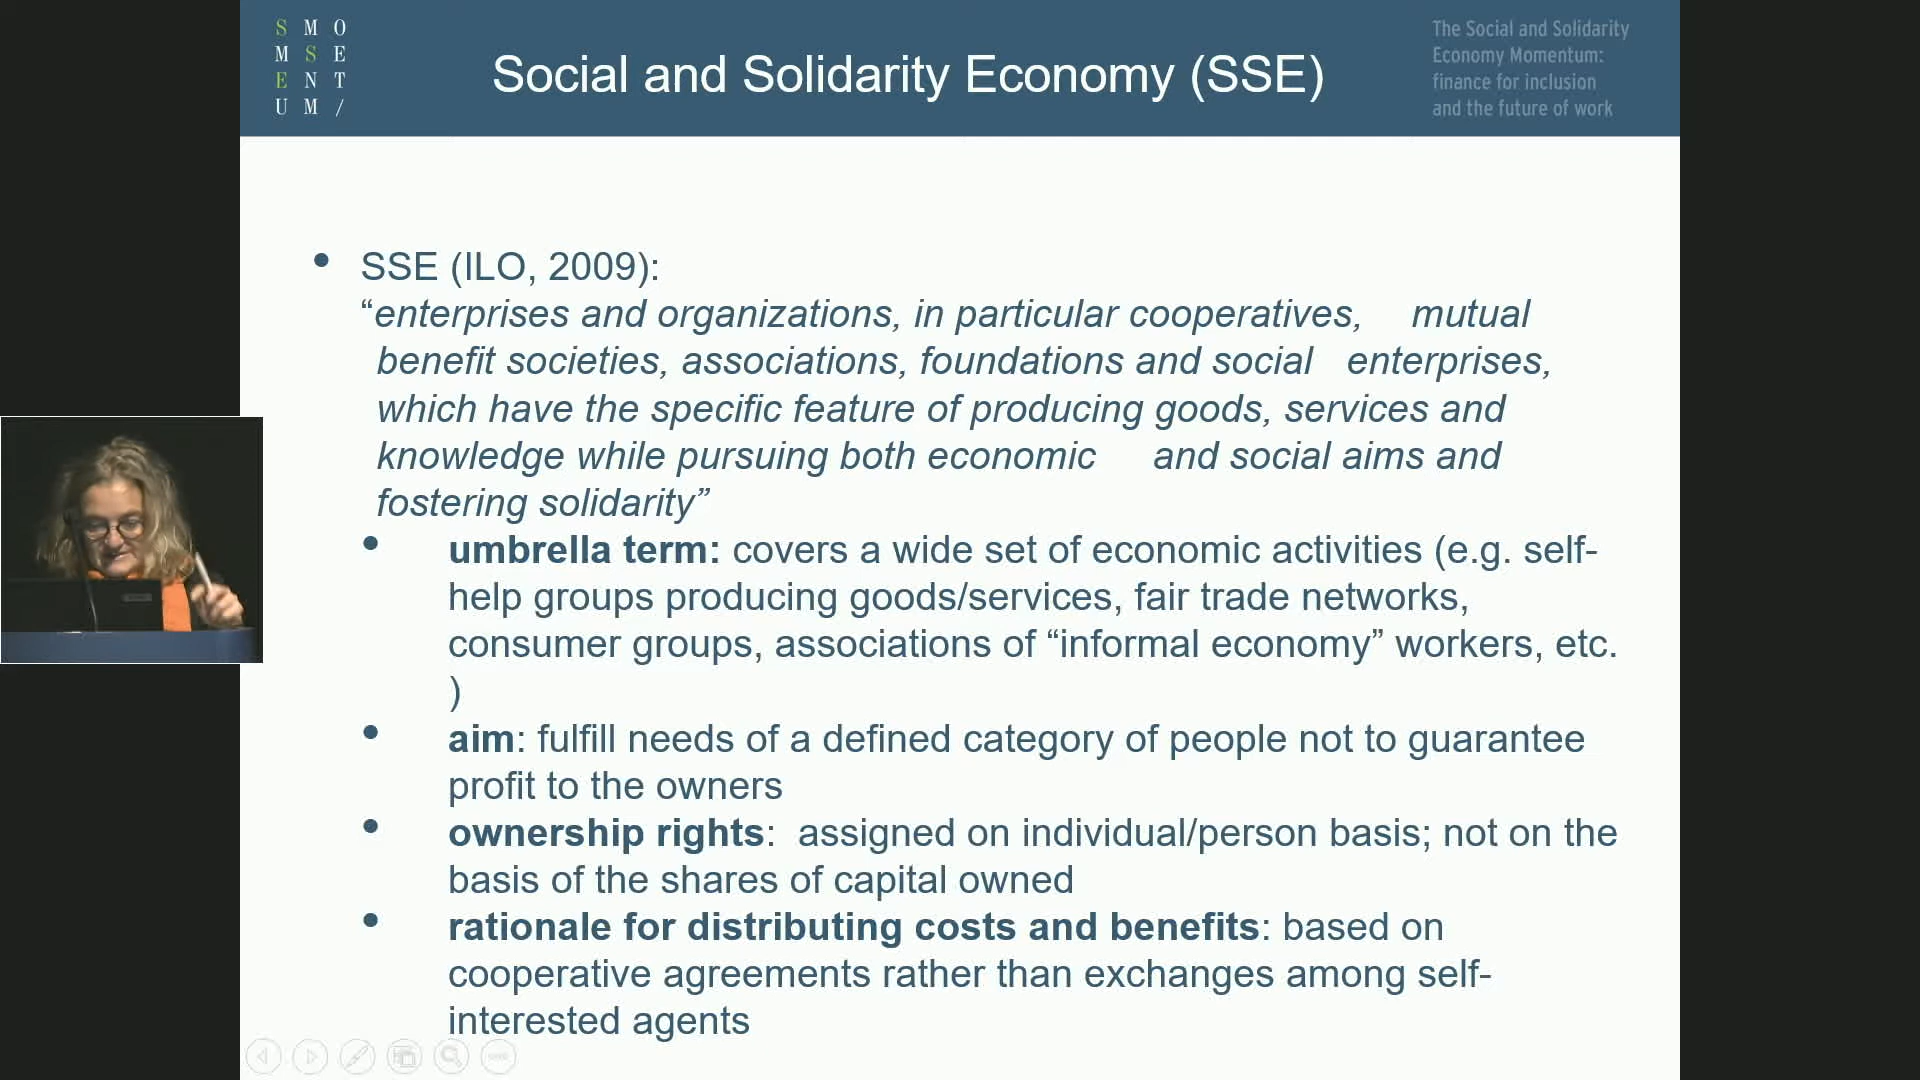 S M O
M S E
E N T
U M /
Social and Solidarity Economy (SSE)
The Social and Solidarity
Economy Momentum:
finance for inclusion
and the future of work
• SSE (ILO, 2009):
“enterprises and organizations, in particular cooperatives, mutual
benefit societies, associations, foundations and social enterprises,
which have the specific feature of producing goods, services and
knowledge while pursuing both economic and social aims and
fostering solidarity”
• umbrella term: covers a wide set of economic activities (e.g. self-
help groups producing goods/services, fair trade networks,
consumer groups, associations of “informal economy” workers, etc.
)
• aim: fulfill needs of a defined category of people not to guarantee
profit to the owners
• ownership rights: assigned on individual/person basis; not on the
basis of the shares of capital owned
• rationale for distributing costs and benefits: based on
cooperative agreements rather than exchanges among self-
interested agents